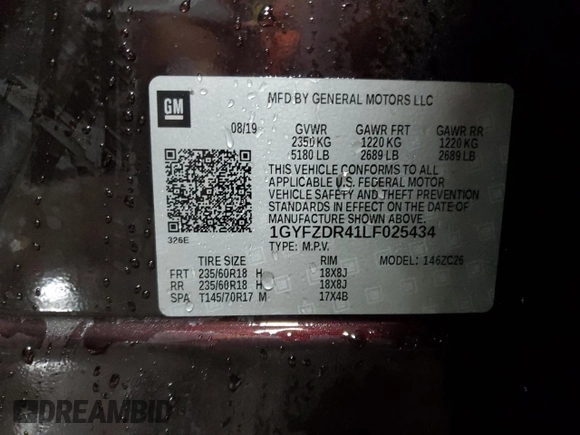 GM
MFD BY GENERAL MOTORS LLC
08/19 GVWR GAWR FRT GAWR RR
2350 KG 1220 KG 1220 KG
5180 LB 2689 LB 2689 LB
THIS VEHICLE CONFORMS TO ALL
APPLICABLE U.S. FEDERAL MOTOR
VEHICLE SAFETY AND THEFT PREVENTION
STANDARDS IN EFFECT ON THE DATE OF
MANUFACTURE SHOWN ABOVE.
1GYFZDR41LF025434
326E
TYPE: M.P.V.
TIRE SIZE RIM MODEL: 146ZC26
FRT 235/60R18 H 18X8J
RR 235/60R18 H 18X8J
SPA T145/70R17 M 17X4B
DREAMBID